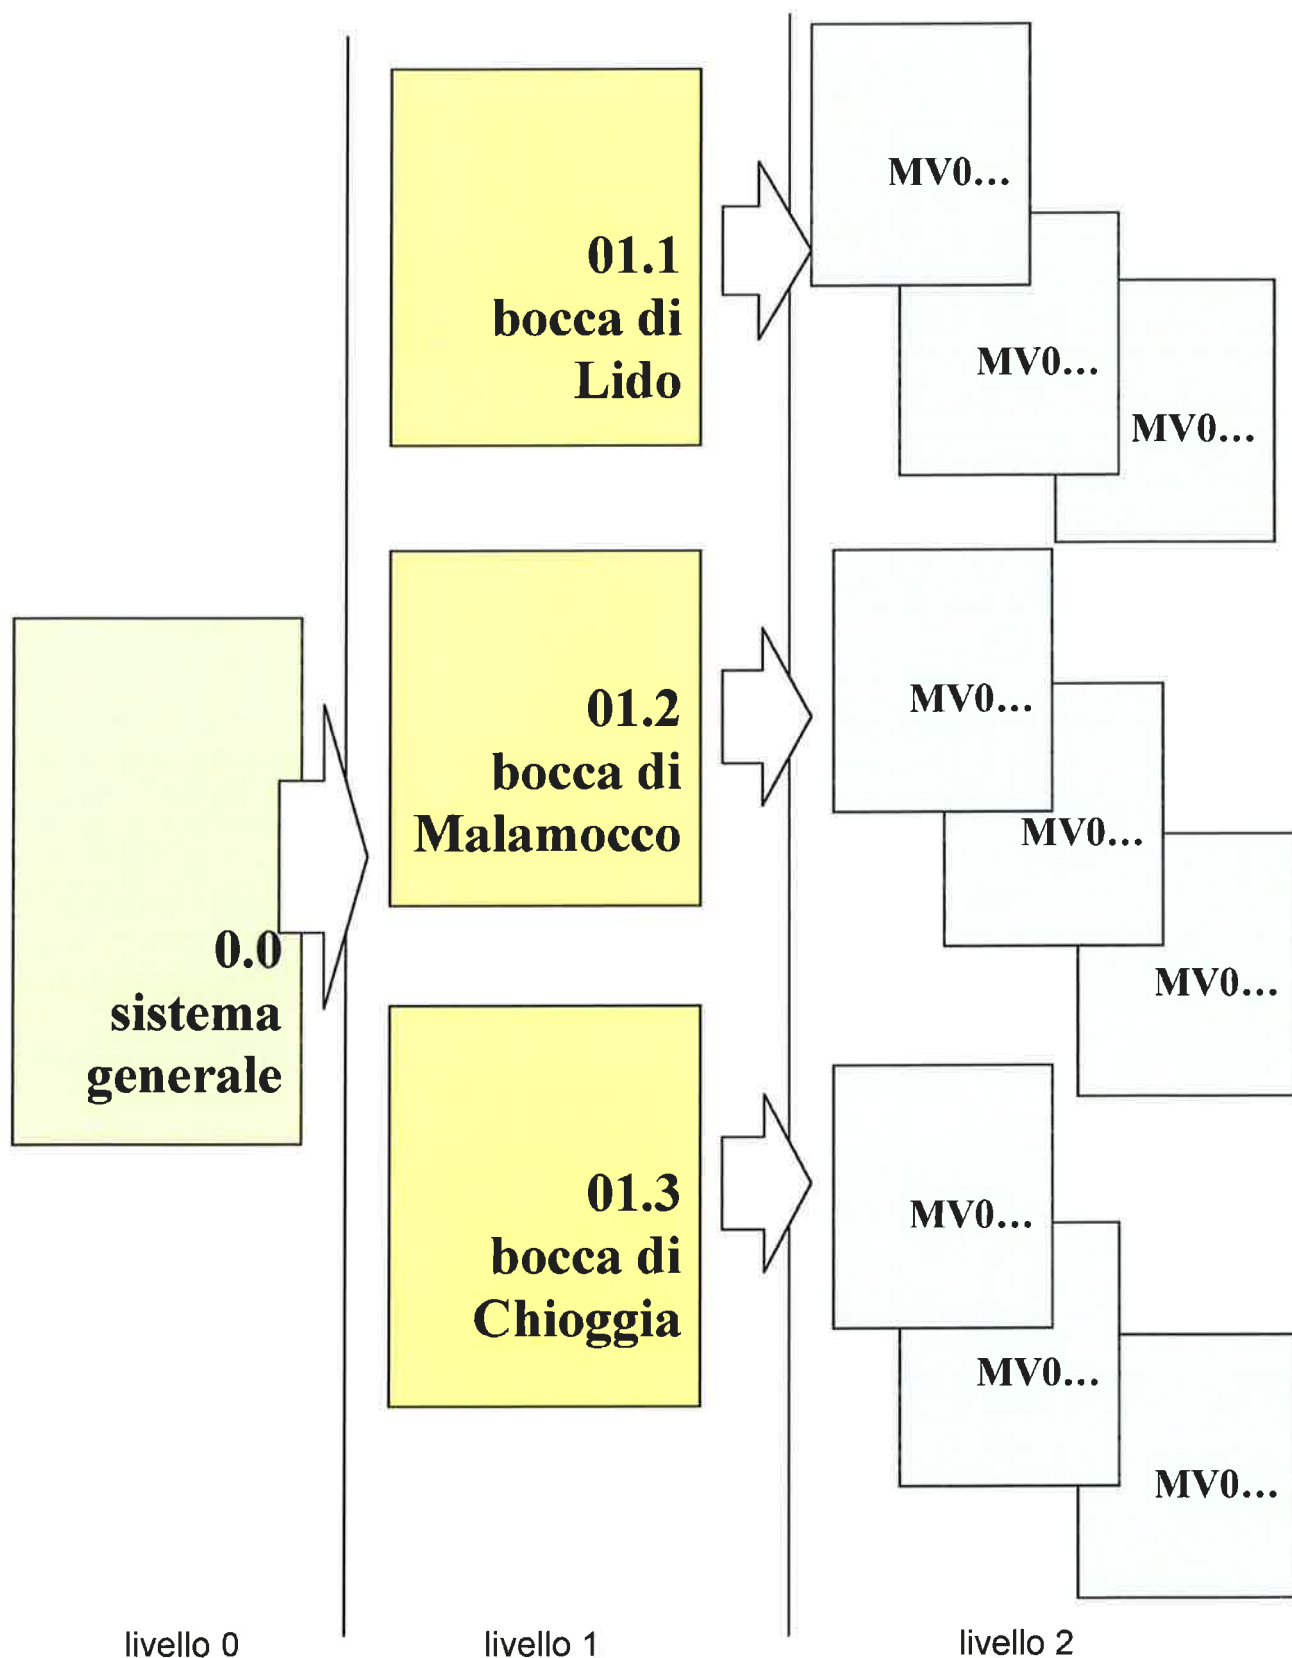 0.0
sistema
generale
01.1
bocca di
Lido
01.2
bocca di
Malamocco
01.3
bocca di
Chioggia
MV0...
MV0...
MV0...
MV0...
MV0...
MV0...
MV0...
MV0...
MV0...
livello 0
livello 1
livello 2